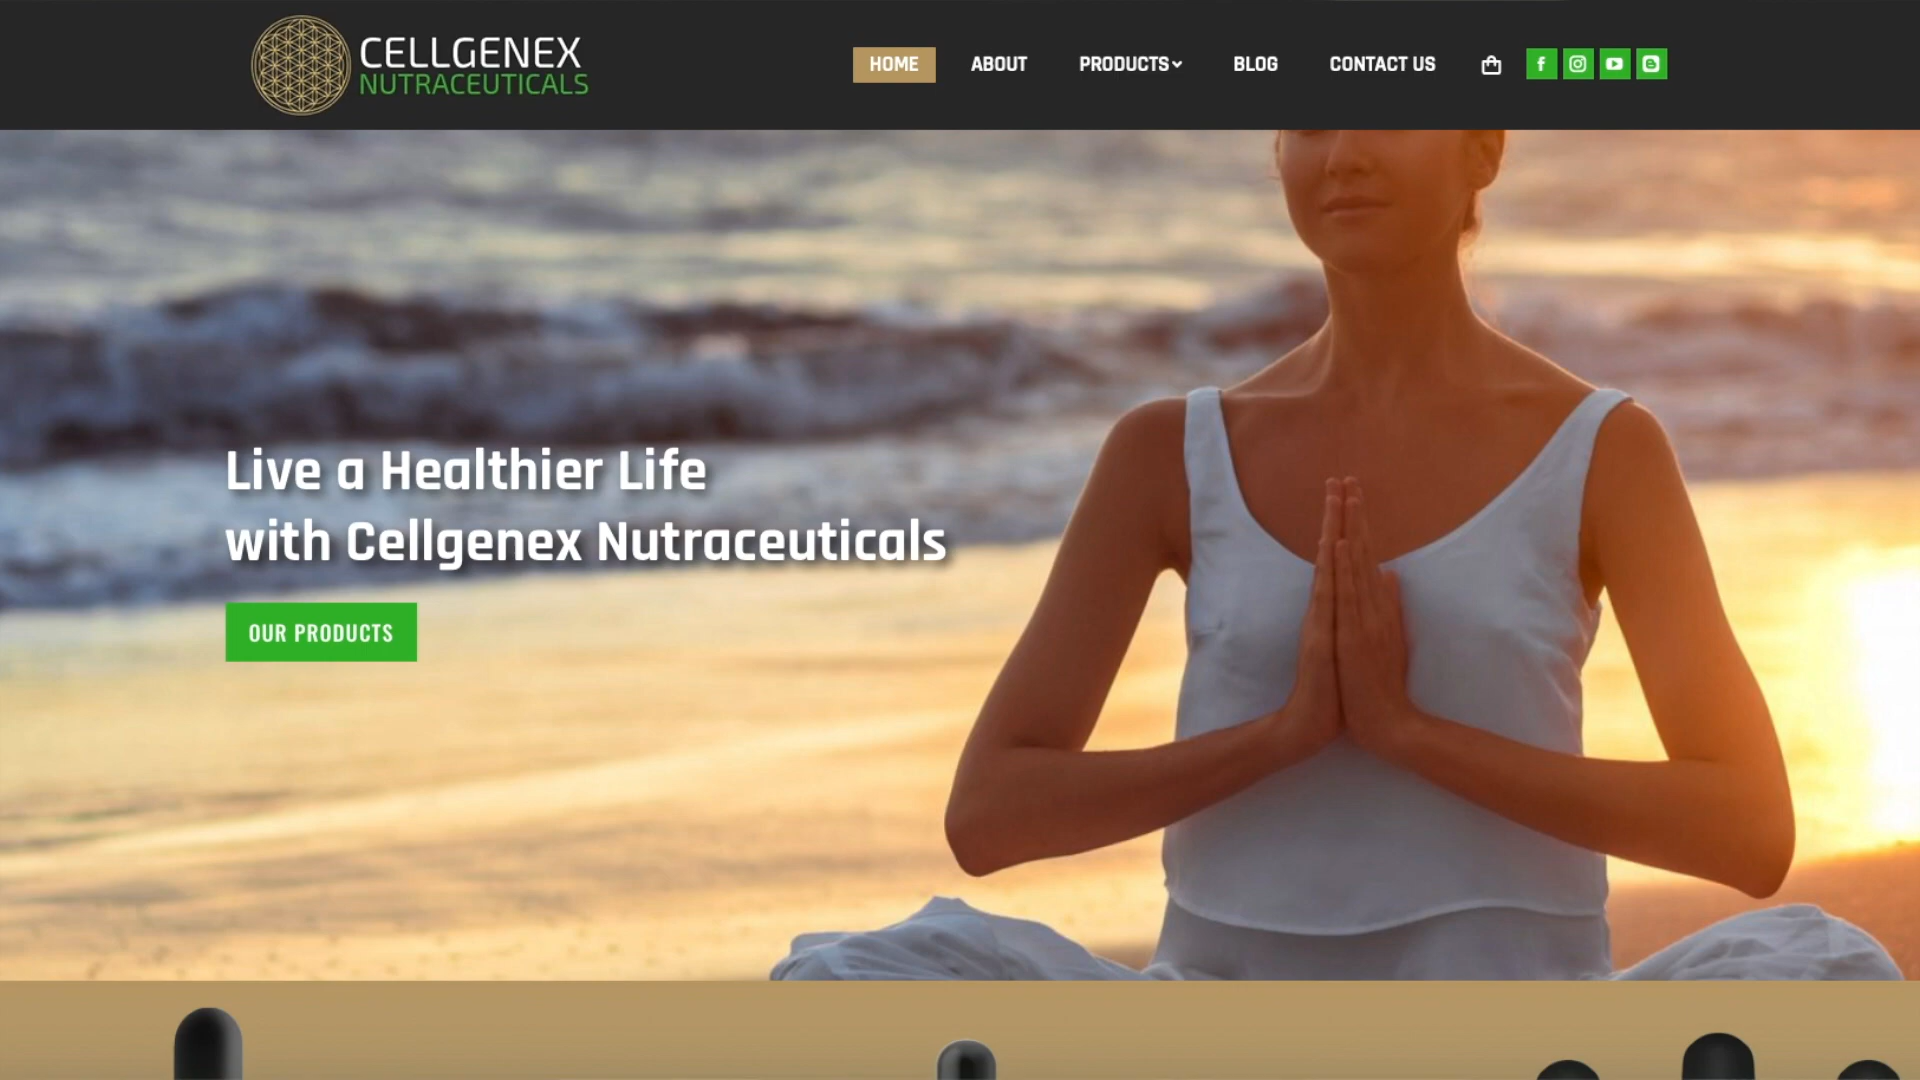 CELLGENEX
NUTRACEUTICALS
HOME
ABOUT
PRODUCTS
BLOG
CONTACT US
Live a Healthier Life
with Cellgenex Nutraceuticals
OUR PRODUCTS